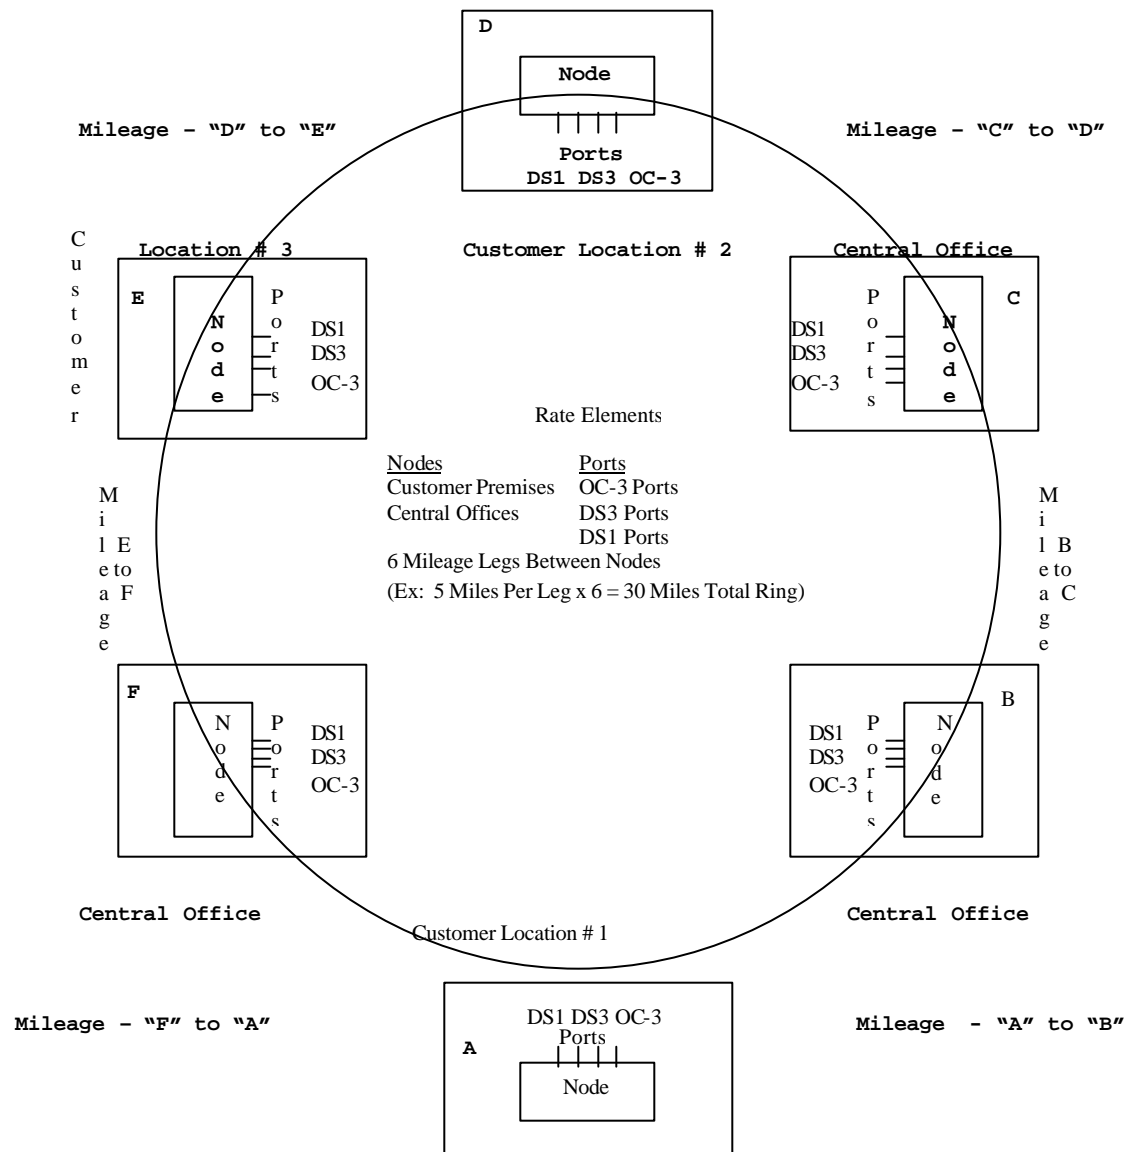 D
Node
Mileage – “D” to “E”
Mileage – “C” to “D”
Ports
DS1 DS3 OC-3
Customer
Location # 3
Customer Location # 2
Central Office
E
Node
Ports
DS1
DS3
OC-3
DS1
DS3
OC-3
Ports
Node
C
Rate Elements
Nodes Ports
Customer Premises OC-3 Ports
Central Offices DS3 Ports
DS1 Ports
6 Mileage Legs Between Nodes
(Ex: 5 Miles Per Leg x 6 = 30 Miles Total Ring)
Mileage
E
to
F
Mileage
B
to
C
F
Node
Ports
DS1
DS3
OC-3
DS1
DS3
OC-3
Ports
Node
B
Central Office
Central Office
Customer Location # 1
Mileage – “F” to “A”
Mileage - “A” to “B”
DS1 DS3 OC-3
Ports
A
Node